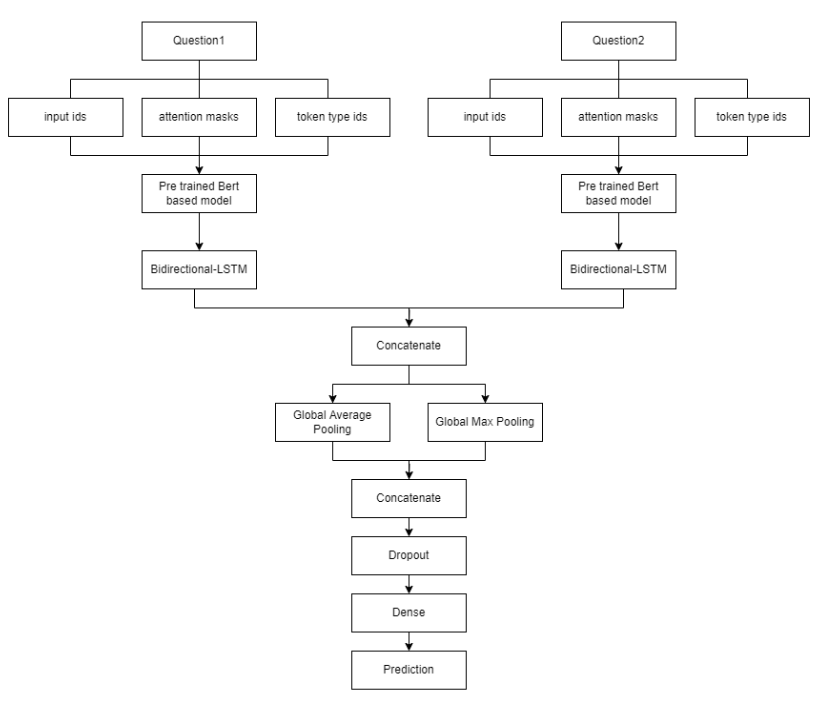 Question1
Question2
input ids
attention masks
token type ids
input ids
attention masks
token type ids
Pre trained Bert
based model
Pre trained Bert
based model
Bidirectional-LSTM
Bidirectional-LSTM
Concatenate
Global Average
Pooling
Global Max Pooling
Concatenate
Dropout
Dense
Prediction